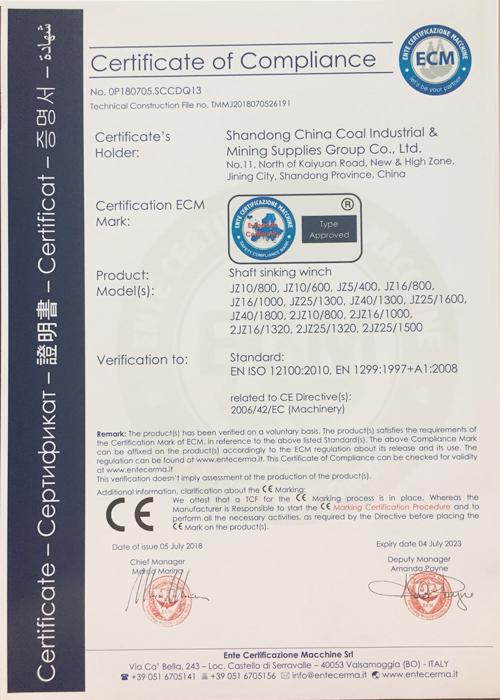 Certificate – Сертификат – 證明書 – Certificat – 증명서 – شهادة
Certificate of Compliance
ENTE CERTIFICAZIONE MACCHINE
ECM
let's be your partner
No. 0P180705.SCCDQ13
Technical Construction File no. TMMJ2018070526191
Certificate's
Holder:
Shandong China Coal Industrial &
Mining Supplies Group Co., Ltd.
No.11, North of Kaiyuan Road, New & High Zone,
Jining City, Shandong Province, China
Certification ECM
Mark:
ENTE CERTIFICAZIONE MACCHINE
®
Type
Approved
Product:
Shaft sinking winch
Model(s):
JZ10/800, JZ10/600, JZ5/400, JZ16/800,
JZ16/1000, JZ25/1300, JZ40/1300, JZ25/1600,
JZ40/1800, 2JZ10/800, 2JZ16/1000,
2JZ16/1320, 2JZ25/1320, 2JZ25/1500
Verification to:
Standard:
EN ISO 12100:2010, EN 1299:1997+A1:2008
related to CE Directive(s):
2006/42/EC (Machinery)
Remark: The product(s) has been verified on a voluntary basis. The product(s) satisfies the requirements of
the Certification Mark of ECM, in reference to the above listed Standard(s). The above Compliance Mark
can be affixed on the product(s) accordingly to the ECM regulation about its release and its use. The
regulation can be found at www.entecerma.it. This Certificate of Compliance can be checked for validity
at www.entecerma.it
This verification doesn't imply assessment of the production of the product(s).
Additional information, clarification about the CE Marking:
CE
We attest that a TCF for the CE Marking process is in place. Whereas the
Manufacturer is Responsible to start the CE Marking Certification Procedure and to
perform all the necessary activities, as required by the Directive before placing the
CE Mark on the product(s).
Date of issue 05 July 2018
Expiry date 04 July 2023
Chief Manager
Deputy Manager
Amanda Payne
Ente Certificazione Macchine Srl
Via Ca' Bella, 243 – Loc. Castello di Serravalle – 40053 Valsamoggia (BO) - ITALY
+39 051 6705141 +39 051 6705156 info@entecerma.it www.entecerma.it